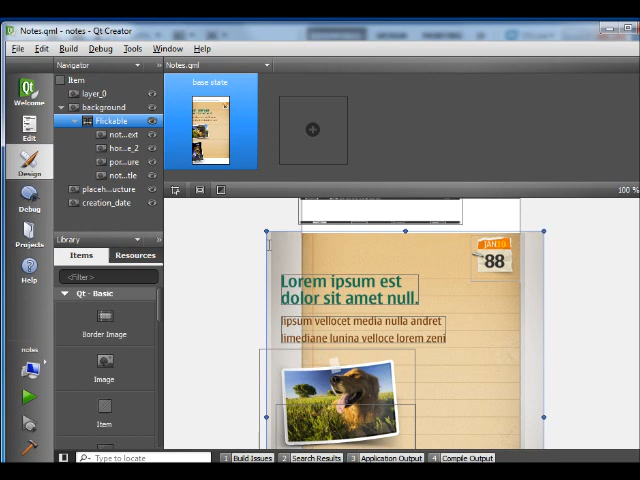 Notes.qml - notes - Qt Creator
File Edit Build Debug Tools Window Help
Navigator
Notes.qml
Item
layer_0
background
Flickable
not...ext
hor...e_2
por...ure
not...tle
placeh...ucture
creation_date
base state
Qt
Welcome
Edit
Design
Debug
Projects
Help
notes
100 %
Library
Items Resources
<Filter>
Qt - Basic
Border Image
Image
Item
JAN10
88
Lorem ipsum est
dolor sit amet null.
Iipsum vellocet media nulla andret
limediane lunina velloce lorem zeni
Type to locate
1 Build Issues 2 Search Results 3 Application Output 4 Compile Output